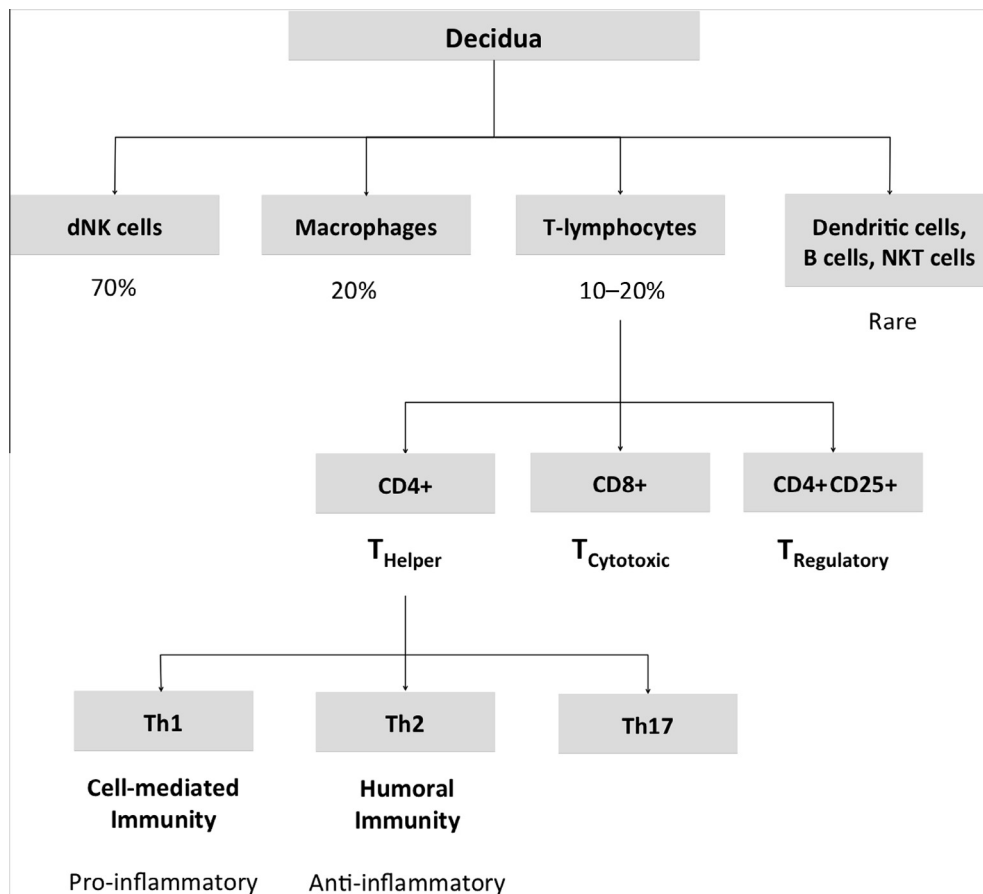 Decidua
dNK cells
Macrophages
T-lymphocytes
Dendritic cells,
B cells, NKT cells
70%
20%
10–20%
Rare
CD4+
CD8+
CD4+CD25+
THelper
TCytotoxic
TRegulatory
Th1
Th2
Th17
Cell-mediated
Immunity
Humoral
Immunity
Pro-inflammatory
Anti-inflammatory